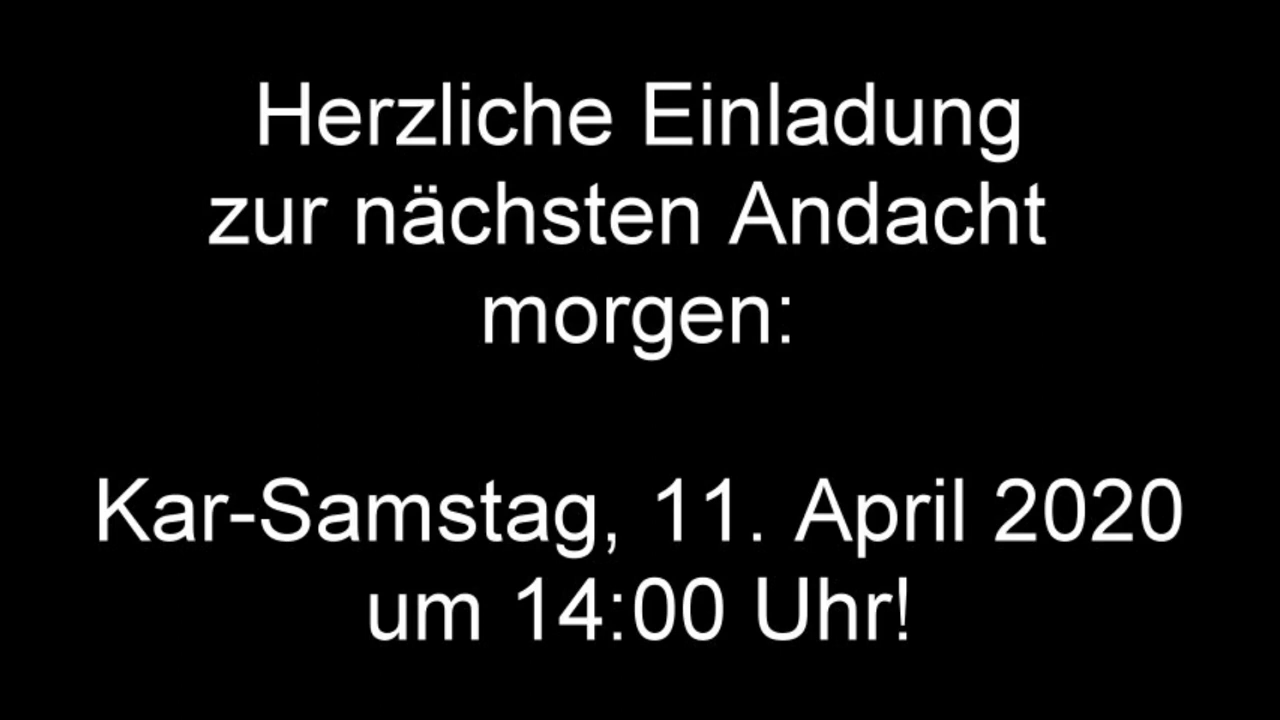 Herzliche Einladung
zur nächsten Andacht
morgen:
Kar-Samstag, 11. April 2020
um 14:00 Uhr!